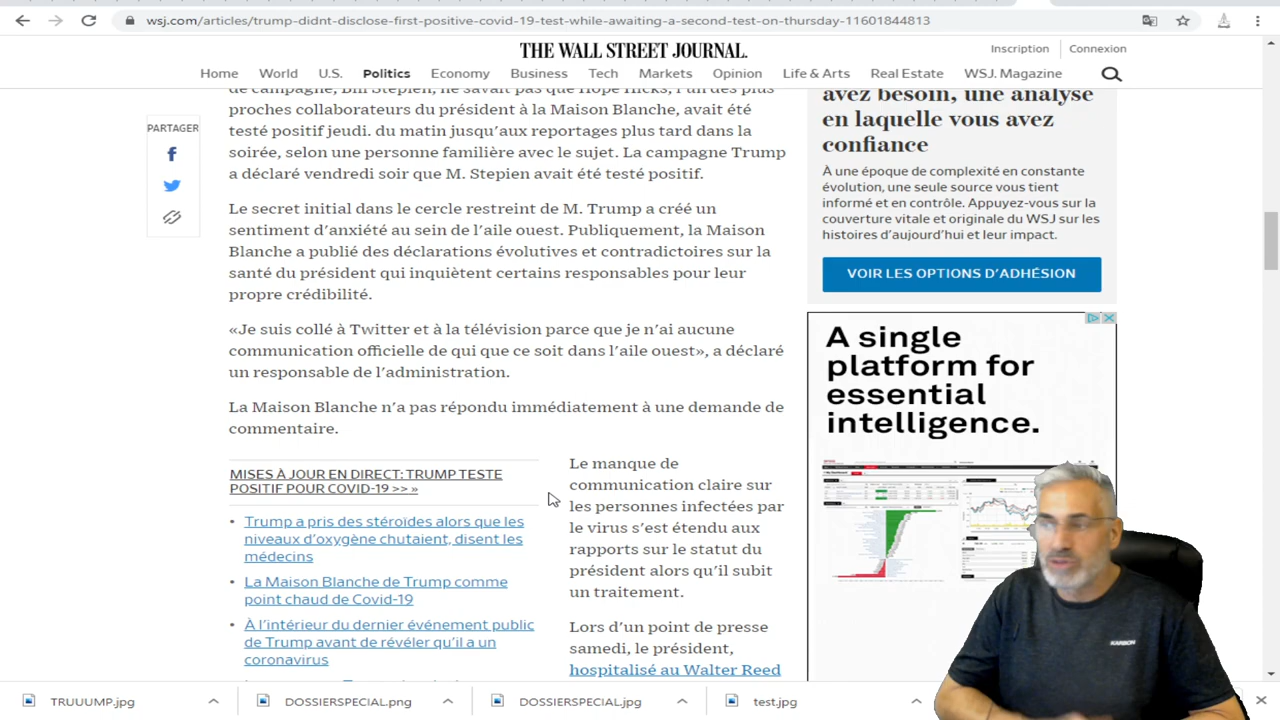 wsj.com/articles/trump-didnt-disclose-first-positive-covid-19-test-while-awaiting-a-second-test-on-thursday-11601844813
THE WALL STREET JOURNAL.
Inscription
Connexion
Home World U.S. Politics Economy Business Tech Markets Opinion Life & Arts Real Estate WSJ. Magazine
PARTAGER
de campagne, Bill Stepien, ne savait pas que Hope Hicks, l'un des plus
proches collaborateurs du président à la Maison Blanche, avait été
testé positif jeudi. du matin jusqu'aux reportages plus tard dans la
soirée, selon une personne familière avec le sujet. La campagne Trump
a déclaré vendredi soir que M. Stepien avait été testé positif.
Le secret initial dans le cercle restreint de M. Trump a créé un
sentiment d'anxiété au sein de l'aile ouest. Publiquement, la Maison
Blanche a publié des déclarations évolutives et contradictoires sur la
santé du président qui inquiètent certains responsables pour leur
propre crédibilité.
«Je suis collé à Twitter et à la télévision parce que je n'ai aucune
communication officielle de qui que ce soit dans l'aile ouest», a déclaré
un responsable de l'administration.
La Maison Blanche n'a pas répondu immédiatement à une demande de
commentaire.
MISES À JOUR EN DIRECT: TRUMP TESTE
POSITIF POUR COVID-19 >> »
• Trump a pris des stéroïdes alors que les
niveaux d'oxygène chutaient, disent les
médecins
• La Maison Blanche de Trump comme
point chaud de Covid-19
• À l'intérieur du dernier événement public
de Trump avant de révéler qu'il a un
coronavirus
Le manque de
communication claire sur
les personnes infectées par
le virus s'est étendu aux
rapports sur le statut du
président alors qu'il subit
un traitement.
Lors d'un point de presse
samedi, le président,
hospitalisé au Walter Reed
avez besoin, une analyse
en laquelle vous avez
confiance
À une époque de complexité en constante
évolution, une seule source vous tient
informé et en contrôle. Appuyez-vous sur la
couverture vitale et originale du WSJ sur les
histoires d'aujourd'hui et leur impact.
VOIR LES OPTIONS D'ADHÉSION
A single
platform for
essential
intelligence.
KARBON
TRUUUMP.jpg
DOSSIERSPECIAL.png
DOSSIERSPECIAL.jpg
test.jpg